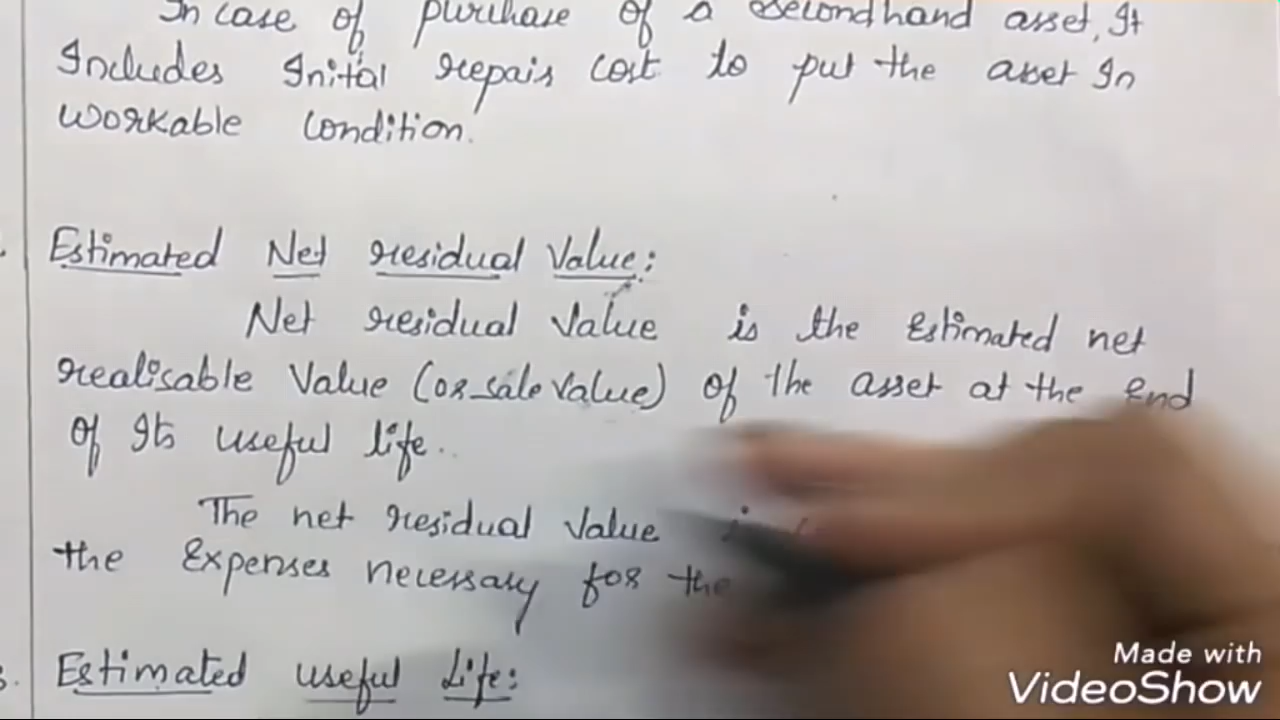 In case of purchase of a secondhand asset, It
Includes Inital repairs cost to put the asset In
workable condition.
Estimated Net residual Value:
Net residual value is the Estimated net
realisable Value (or sale value) of the asset at the End
of Its useful life.
The net residual value
the Expenses necessary for the
3. Estimated useful Life:
Made with
VideoShow